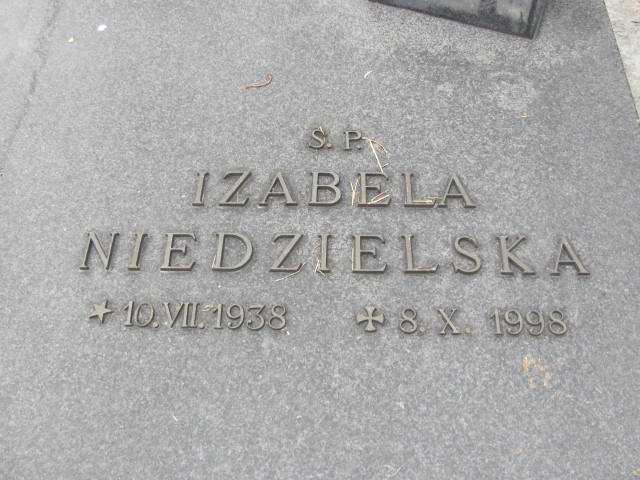 S. P.
IZABELA
NIEDZIELSKA
★ 10. VII. 1938 ✠ 8. X. 1998